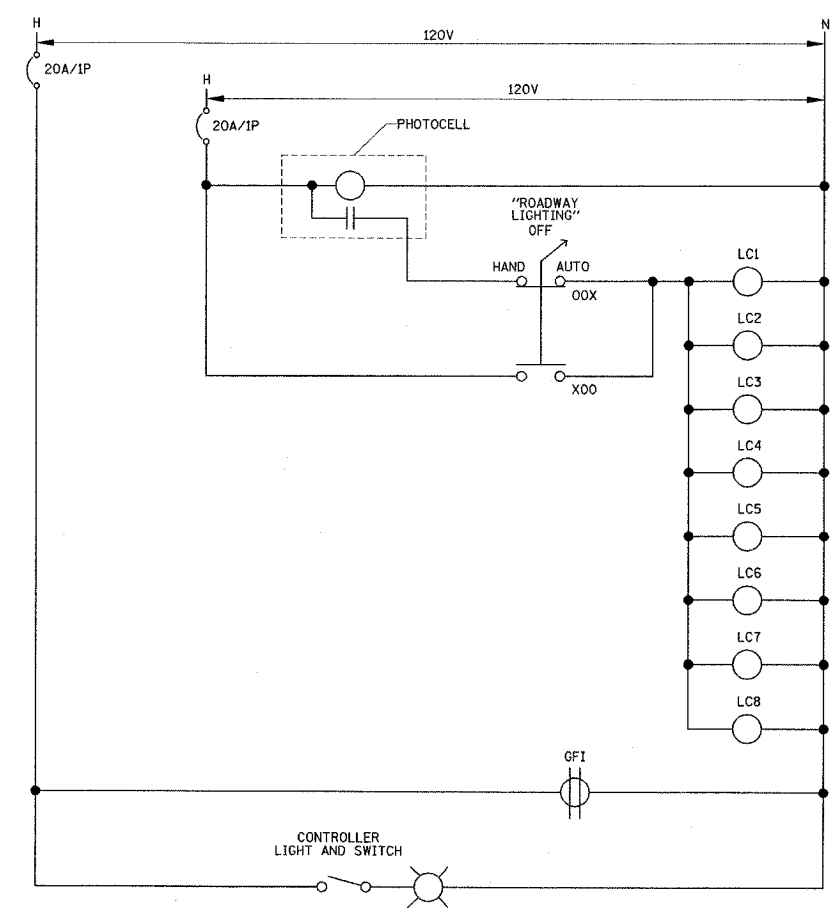 H
N
120V
20A/1P
H
120V
20A/1P
PHOTOCELL
"ROADWAY
LIGHTING"
OFF
HAND
AUTO
LC1
OOX
LC2
XOO
LC3
LC4
LC5
LC6
LC7
LC8
GFI
CONTROLLER
LIGHT AND SWITCH